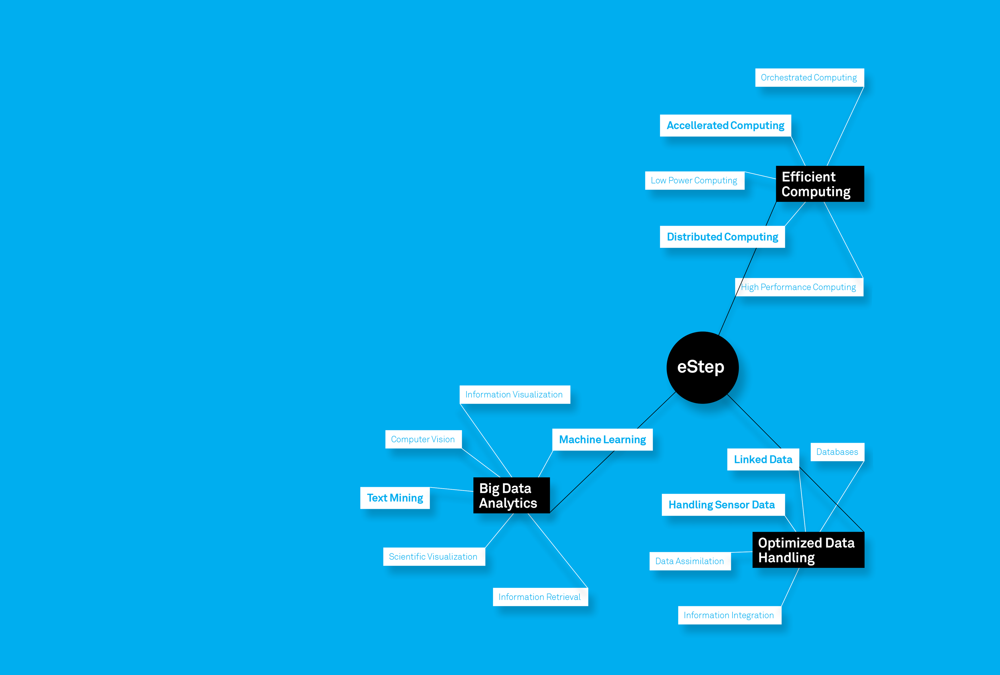 Orchestrated Computing
Accellerated Computing
Low Power Computing
Efficient
Computing
Distributed Computing
High Performance Computing
eStep
Information Visualization
Computer Vision
Machine Learning
Text Mining
Big Data
Analytics
Scientific Visualization
Information Retrieval
Linked Data
Databases
Handling Sensor Data
Optimized Data
Handling
Data Assimilation
Information Integration